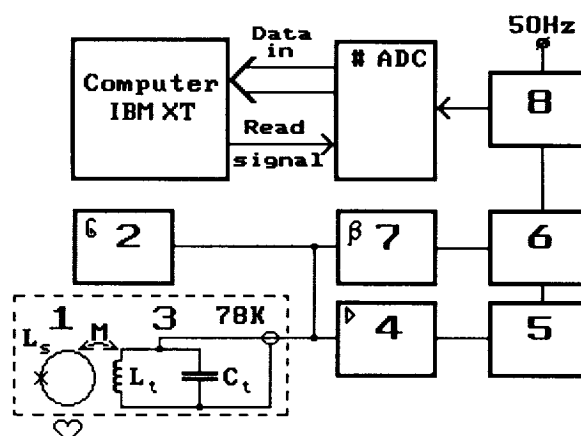 50Hz
Data
in
# ADC
Computer
IBM XT
8
Read
signal
G 2
β 7
6
1 M 3 78K
4
5
Ls
Lt
Ct